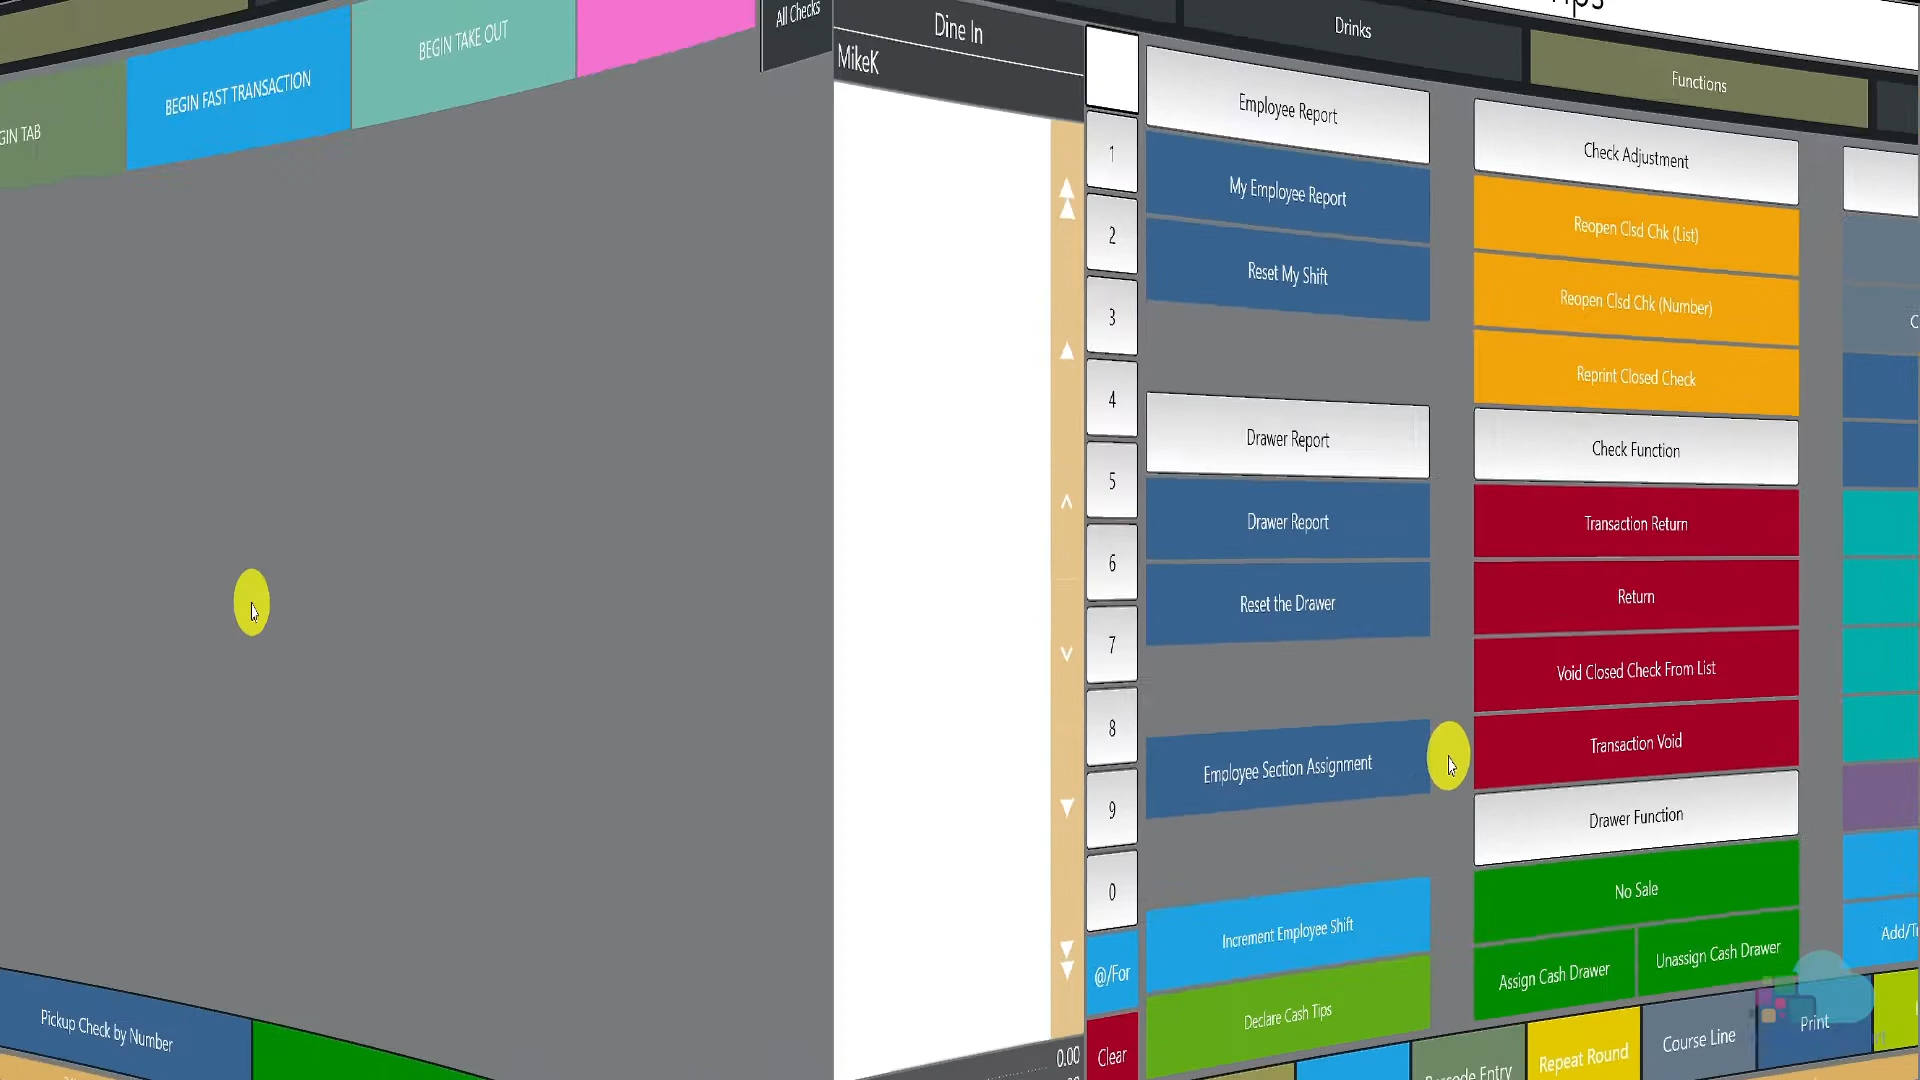 All Checks
BEGIN TAKE OUT
BEGIN FAST TRANSACTION
GIN TAB
Pickup Check by Number
Dine In
MikeK
Drinks
Functions
1
2
3
4
5
6
7
8
9
0
@/For
Clear
0.00
Employee Report
My Employee Report
Reset My Shift
Drawer Report
Drawer Report
Reset the Drawer
Employee Section Assignment
Increment Employee Shift
Declare Cash Tips
Check Adjustment
Reopen Clsd Chk (List)
Reopen Clsd Chk (Number)
Reprint Closed Check
Check Function
Transaction Return
Return
Void Closed Check From List
Transaction Void
Drawer Function
No Sale
Assign Cash Drawer
Unassign Cash Drawer
Repeat Round
Course Line
Print